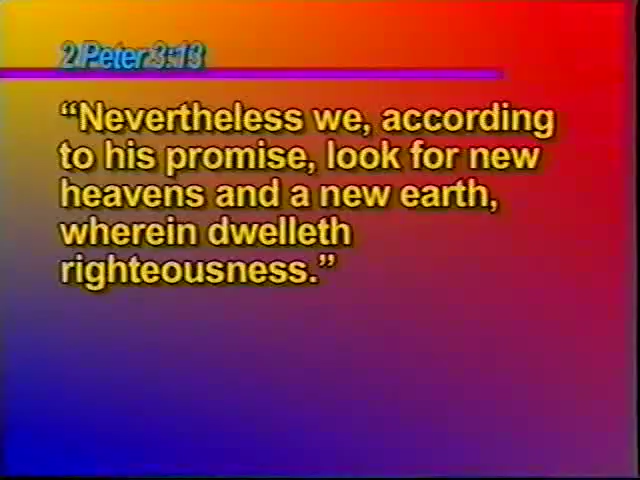 2 Peter 3:13
“Nevertheless we, according
to his promise, look for new
heavens and a new earth,
wherein dwelleth
righteousness.”